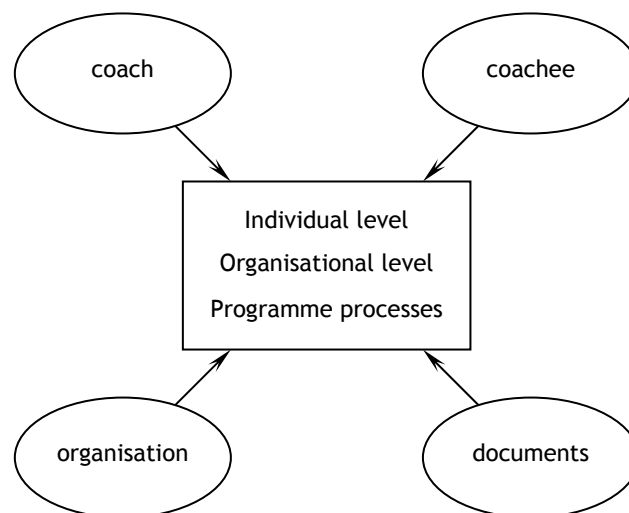 coach
coachee
Individual level
Organisational level
Programme processes
organisation
documents